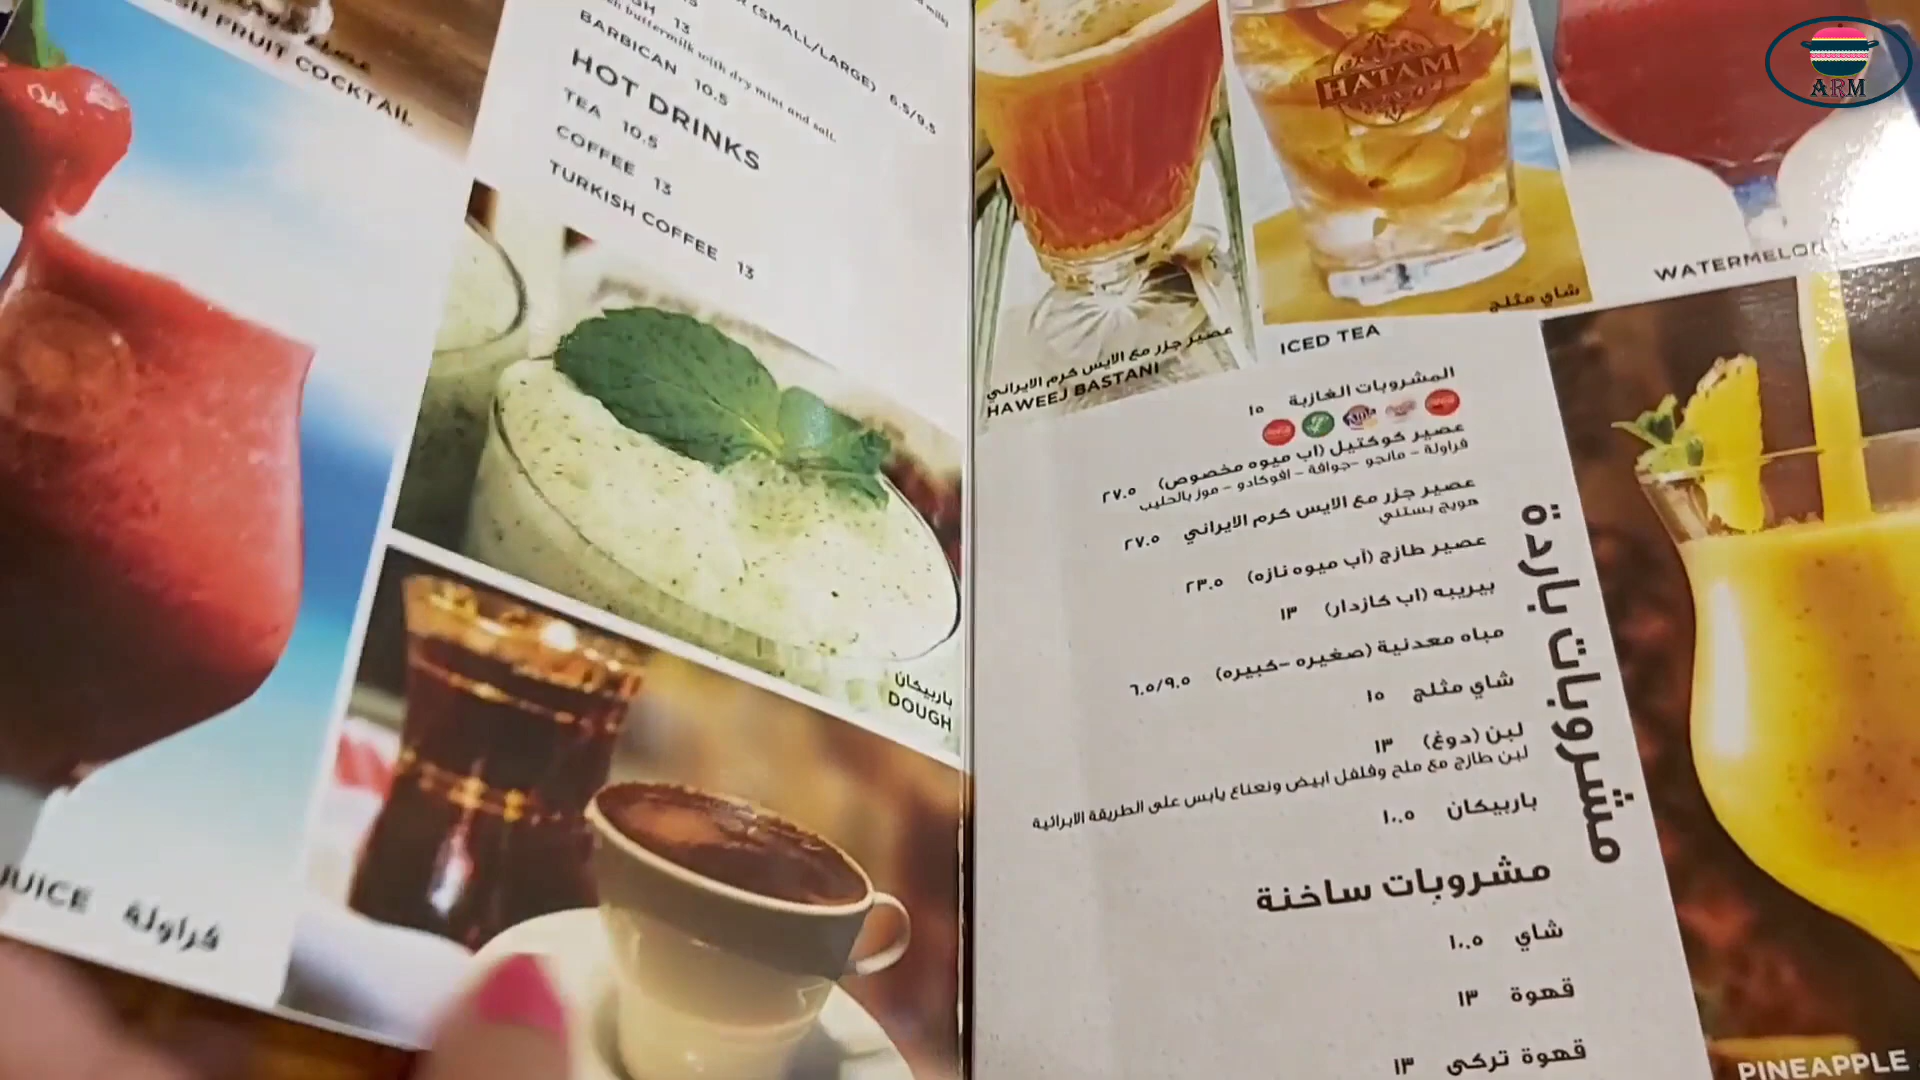 FRUIT COCKTAIL
(SMALL/LARGE) 6.5/9.5
13
buttermilk with dry mint and salt.
BARBICAN 10.5
HOT DRINKS
TEA 10.5
COFFEE 13
TURKISH COFFEE 13
باربيكان
DOUGH
JUICE فراولة
HATAM
عصير جزر مع الايس كرم الايراني
HAWEEJ BASTANI
شاي مثلج
ICED TEA
WATERMELON
المشروبات الغازية ١٥
عصير كوكتيل (اب ميوه مخصوص) ٢٧.٥
فراولة – مانجو –جوافة – افوكادو – موز بالحليب
عصير جزر مع الايس كرم الايراني ٢٧.٥
هويج بستني
عصير طازج (آب ميوه نازه) ٢٣.٥
بيريبه (اب كازدار) ١٣
مياه معدنية (صغيره –كبيره) ٦.٥/٩.٥
شاي مثلج ١٥
لبن (دوغ) ١٣
لبن طازج مع ملح وفلفل ابيض ونعناع يابس على الطريقة الايرانية
باربيكان ١٠.٥
مشروبات باردة
مشروبات ساخنة
شاي ١٠.٥
قهوة ١٣
قهوة تركي ١٣
PINEAPPLE
ARM